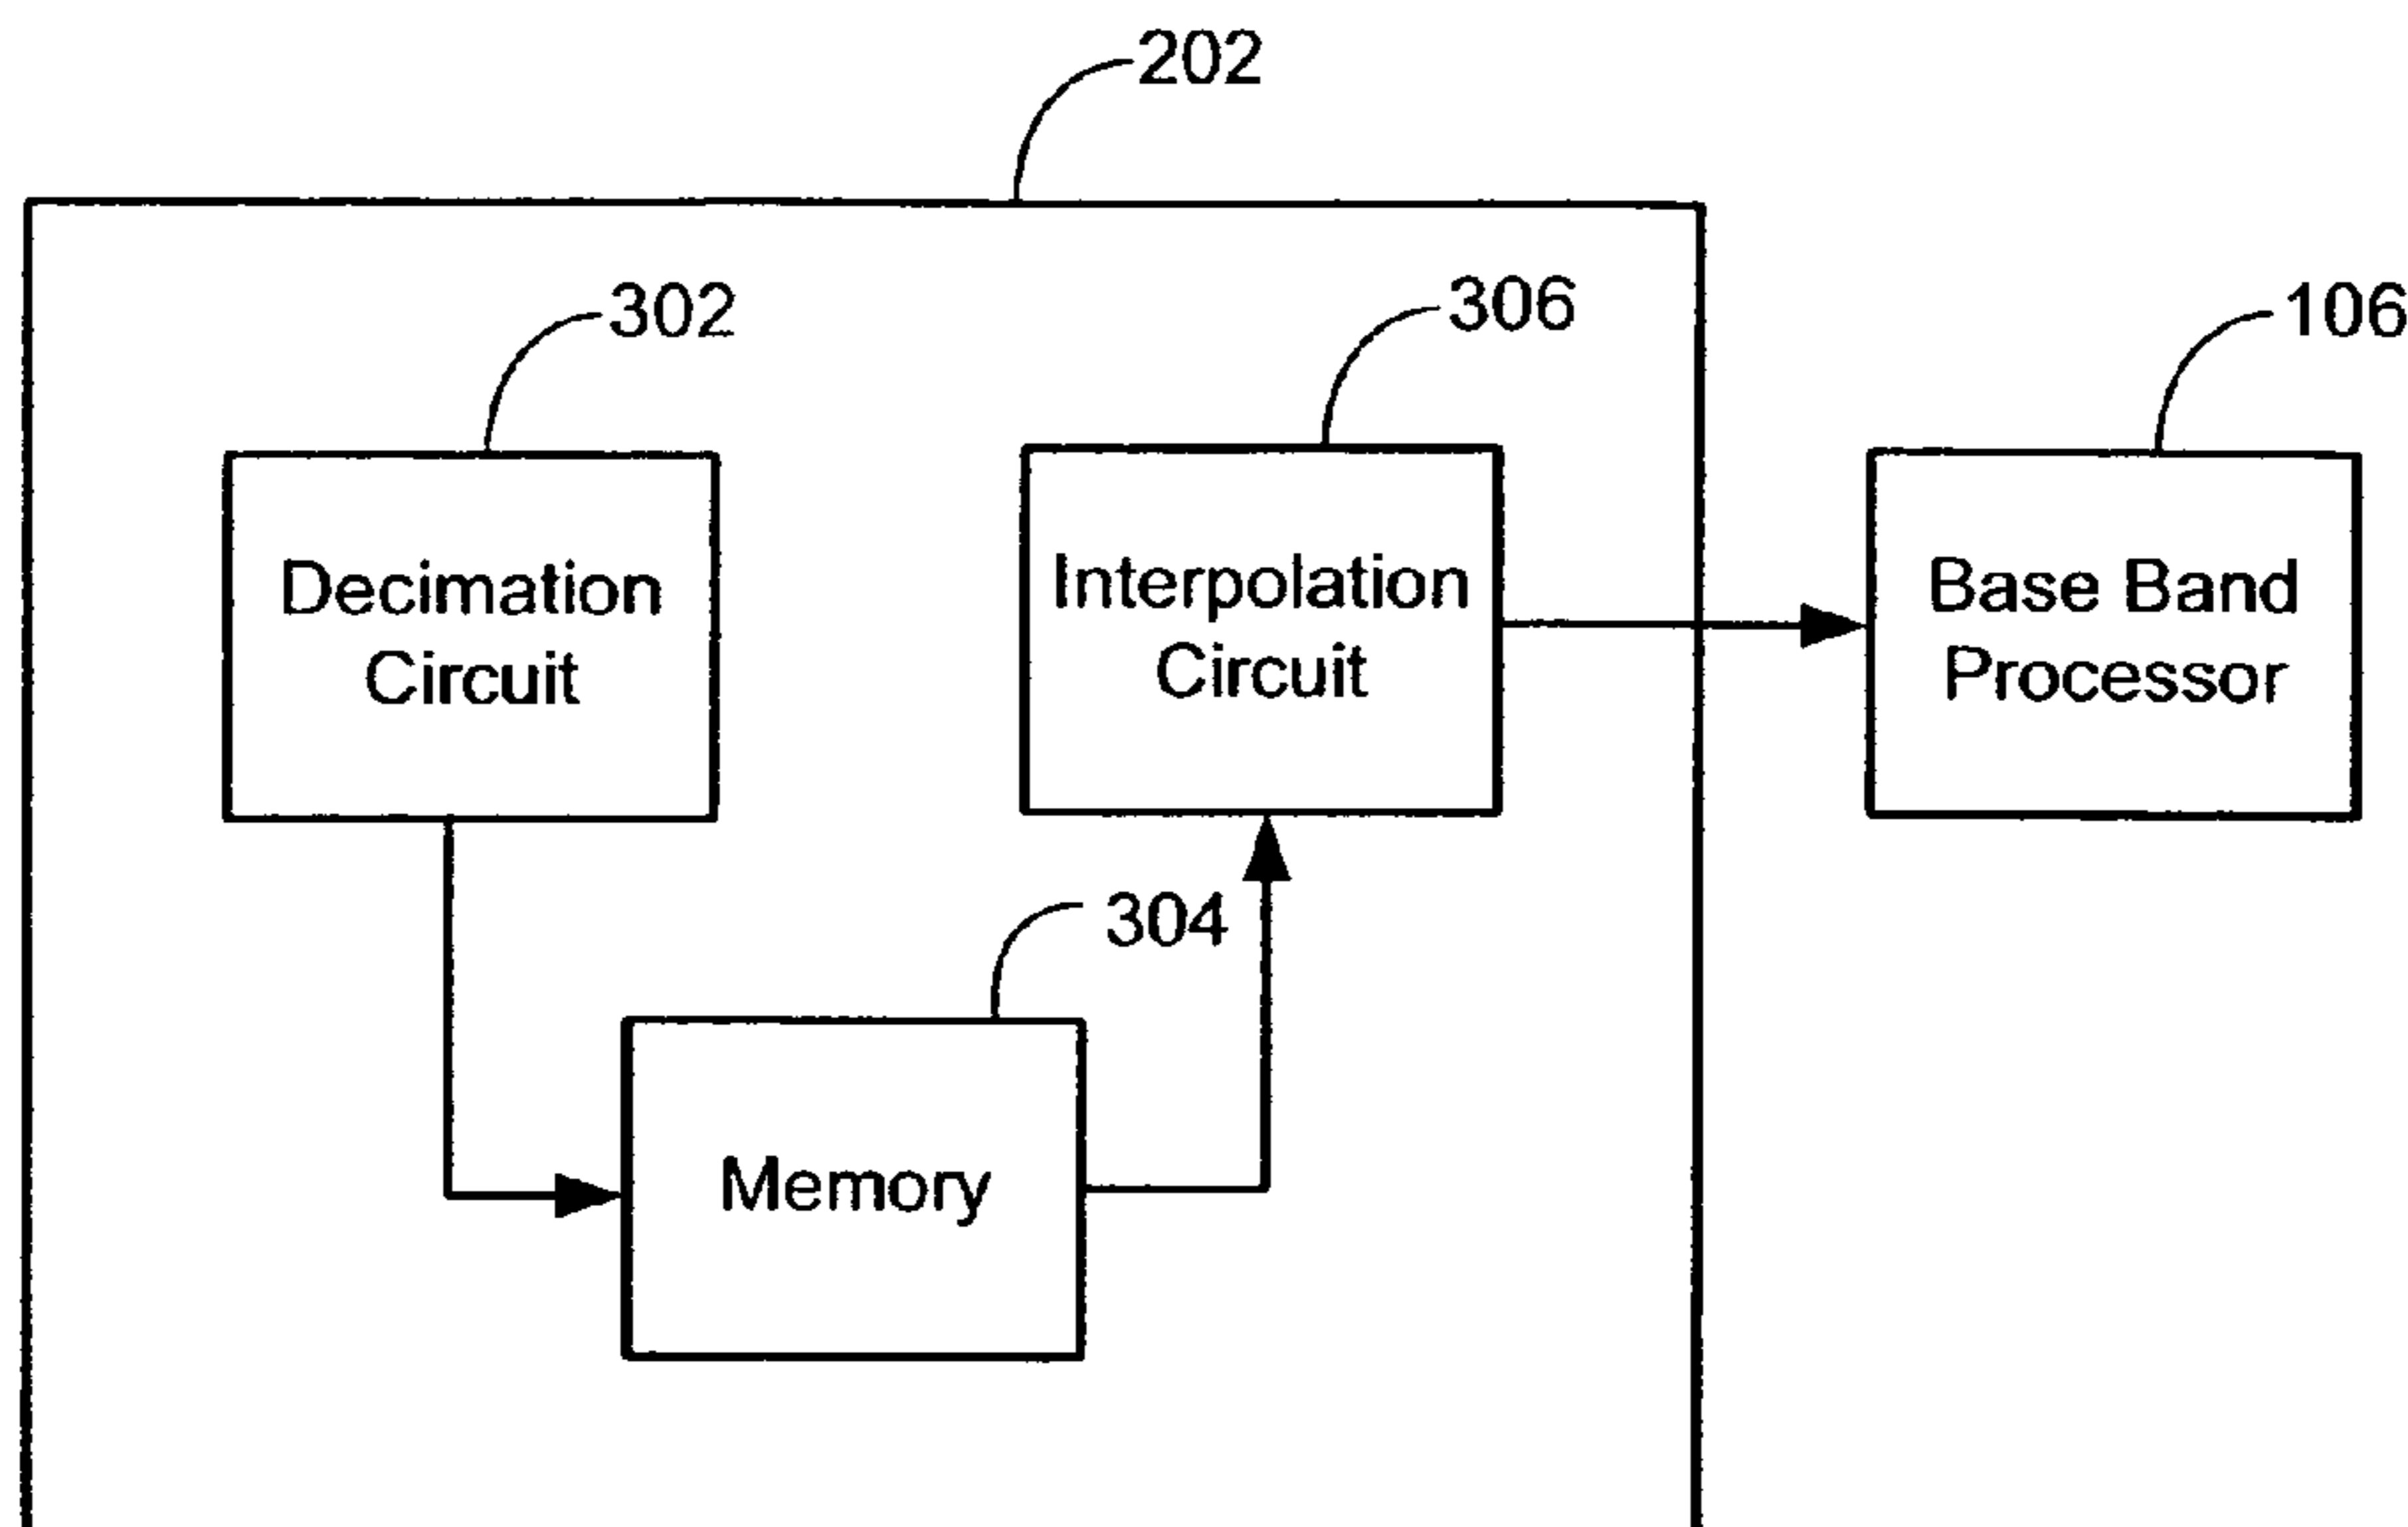 202
302
306
106
Decimation
Circuit
Interpolation
Circuit
Base Band
Processor
304
Memory